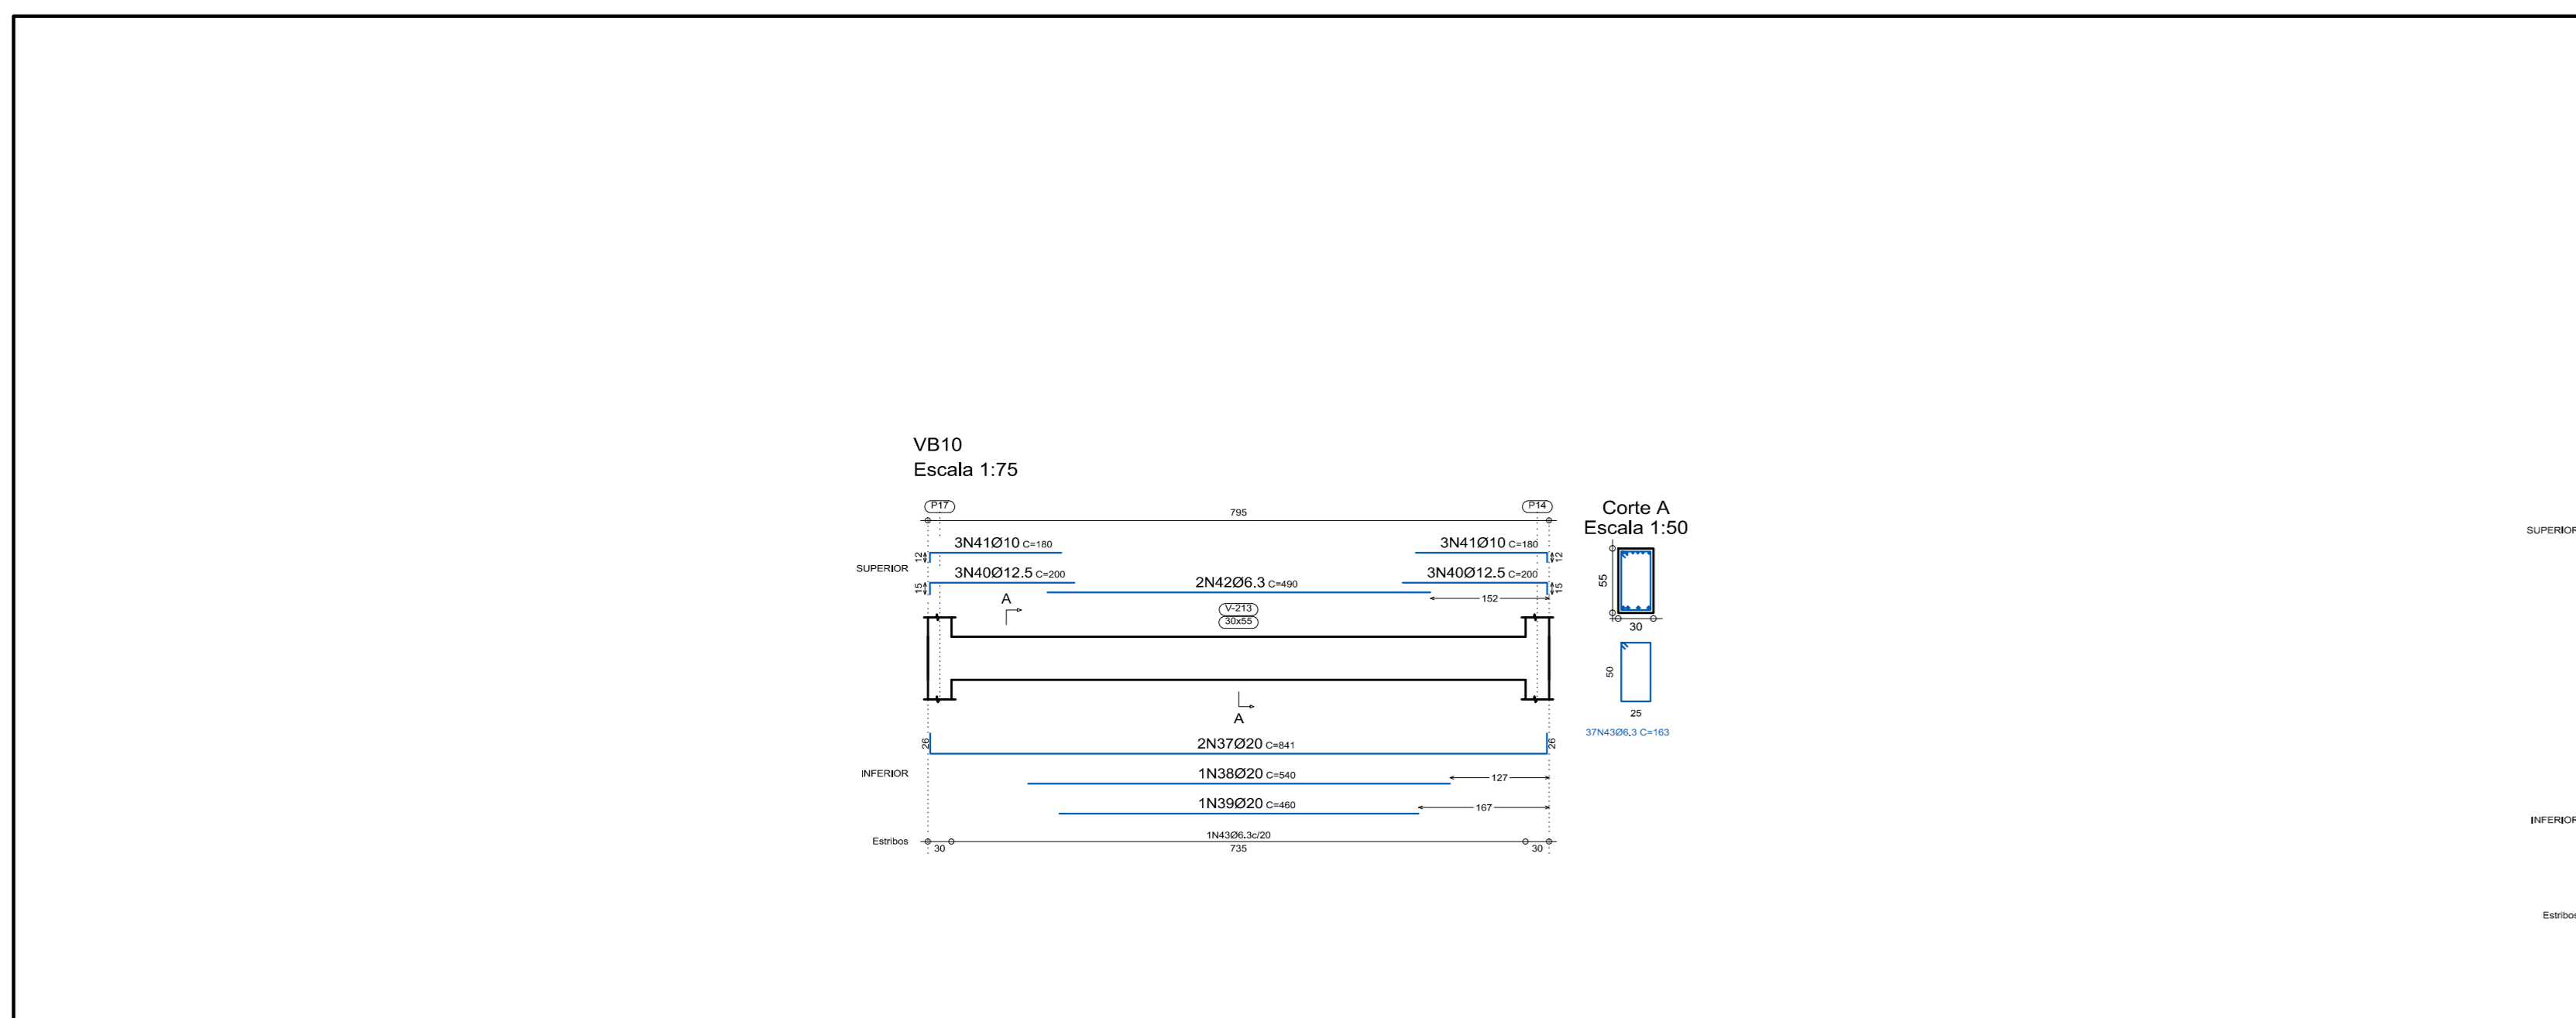 VB10
Escala 1:75
P17
795
P14
Corte A
Escala 1:50
12
3N41Ø10 C=180
3N41Ø10 C=180
12
SUPERIOR
15
3N40Ø12.5 C=200
2N42Ø6.3 C=490
3N40Ø12.5 C=200
15
152
A
V-213
30x55
55
30
50
25
37N43Ø6.3 C=163
A
26
2N37Ø20 C=841
26
INFERIOR
1N38Ø20 C=540
127
1N39Ø20 C=460
167
Estribos
1N43Ø6.3c/20
30
735
30
SUPERIOR
INFERIOR
Estribos